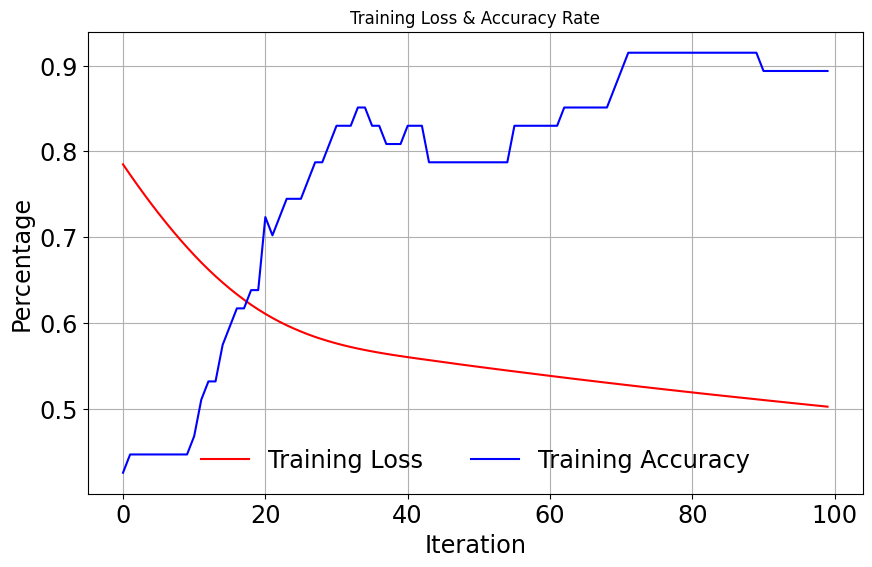 Training Loss & Accuracy Rate
0.9
0.8
0.7
0.6
0.5
Percentage
Training Loss
Training Accuracy
0 20 40 60 80 100
Iteration